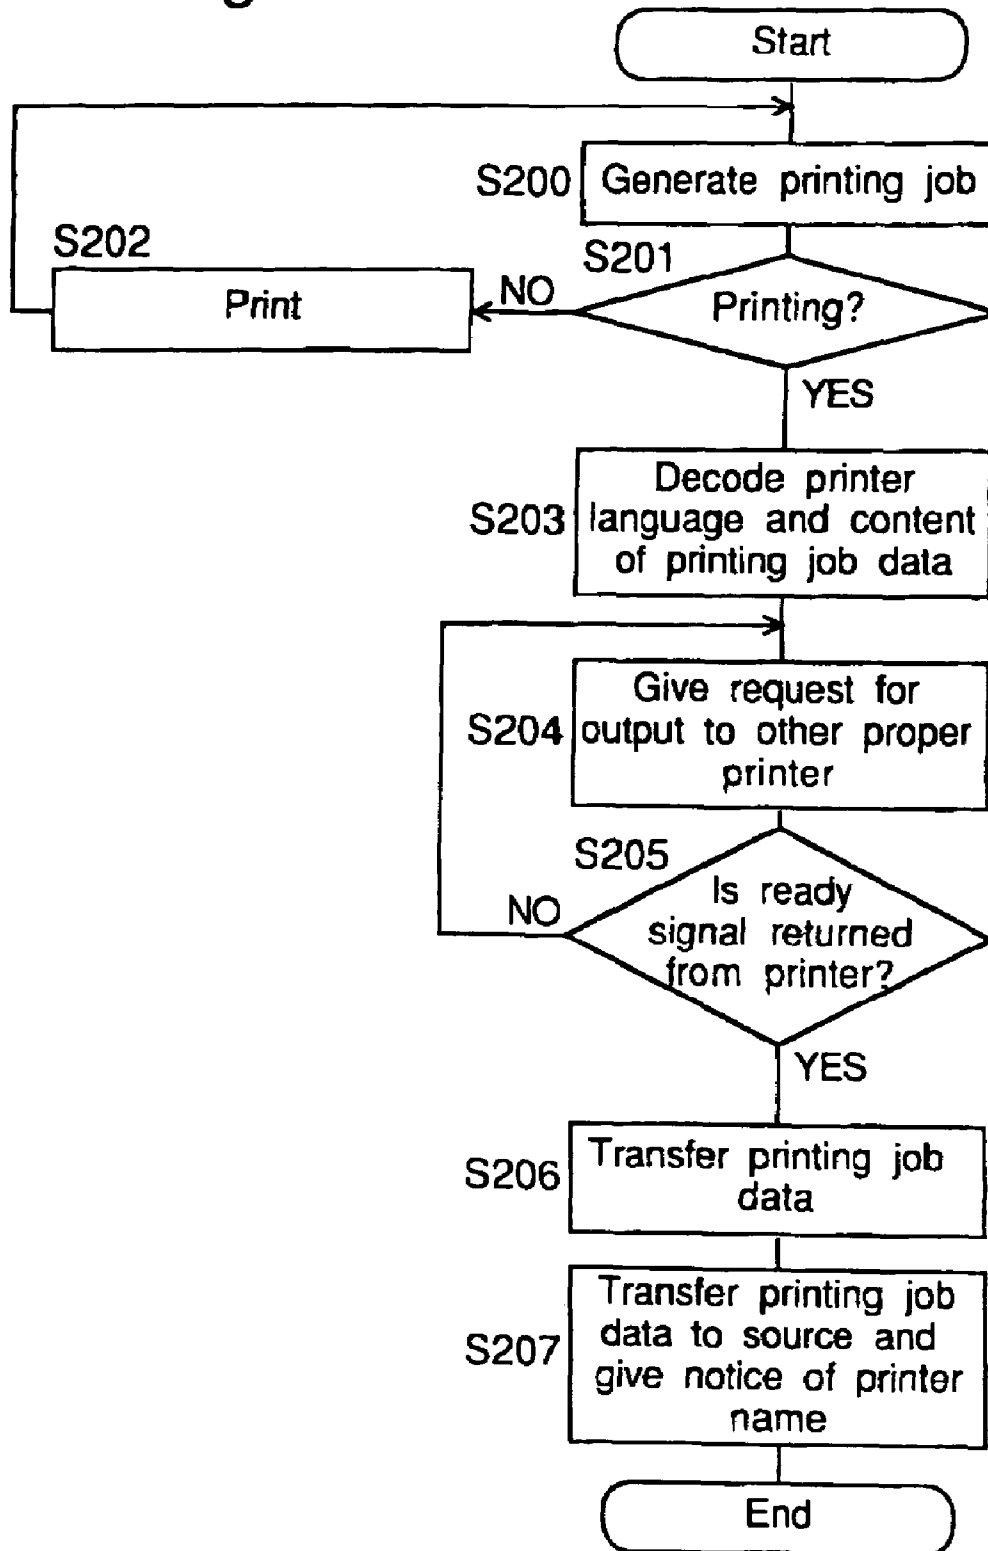 Start
S200
Generate printing job
S202
S201
Print
NO
Printing?
YES
S203
Decode printer
language and content
of printing job data
S204
Give request for
output to other proper
printer
S205
NO
Is ready
signal returned
from printer?
YES
S206
Transfer printing job
data
S207
Transfer printing job
data to source and
give notice of printer
name
End